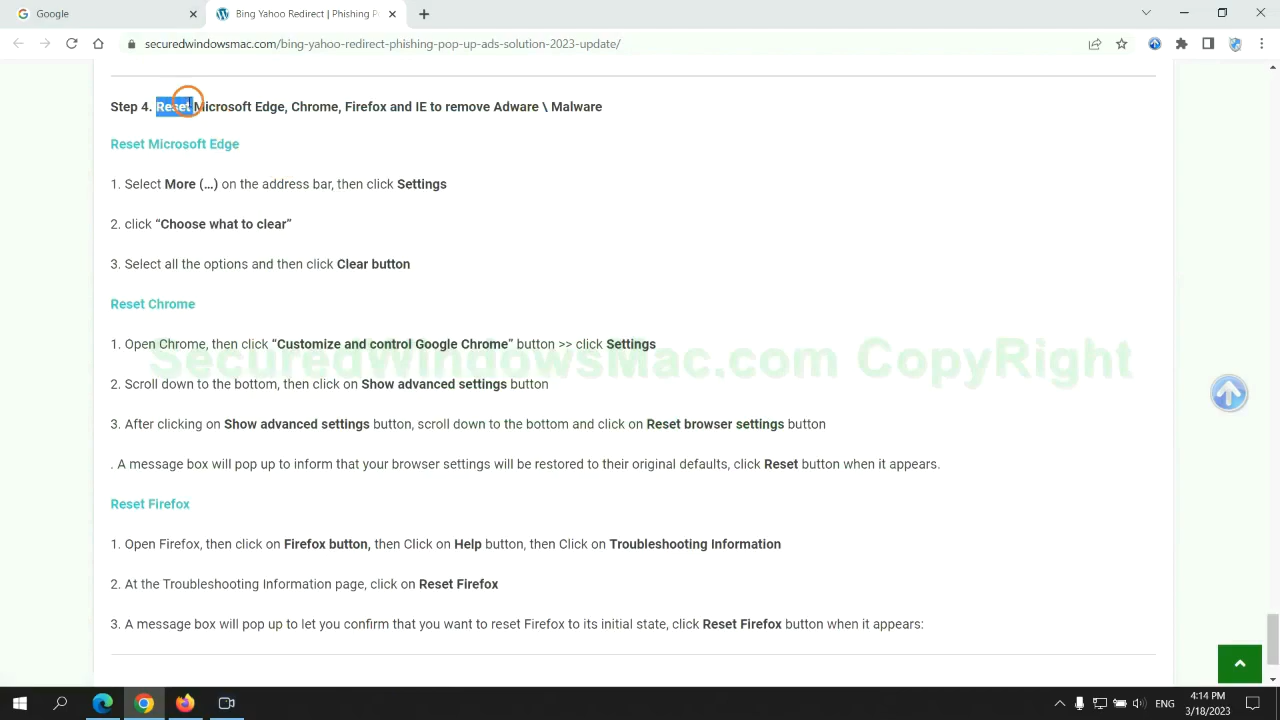 Google
Bing Yahoo Redirect | Phishing P
securedwindowsmac.com/bing-yahoo-redirect-phishing-pop-up-ads-solution-2023-update/
Step 4. Reset Microsoft Edge, Chrome, Firefox and IE to remove Adware \ Malware
Reset Microsoft Edge
1. Select More (…) on the address bar, then click Settings
2. click “Choose what to clear”
3. Select all the options and then click Clear button
Reset Chrome
1. Open Chrome, then click “Customize and control Google Chrome” button >> click Settings
SecuredWindowsMac.com CopyRight
2. Scroll down to the bottom, then click on Show advanced settings button
3. After clicking on Show advanced settings button, scroll down to the bottom and click on Reset browser settings button
. A message box will pop up to inform that your browser settings will be restored to their original defaults, click Reset button when it appears.
Reset Firefox
1. Open Firefox, then click on Firefox button, then Click on Help button, then Click on Troubleshooting Information
2. At the Troubleshooting Information page, click on Reset Firefox
3. A message box will pop up to let you confirm that you want to reset Firefox to its initial state, click Reset Firefox button when it appears:
ENG
4:14 PM
3/18/2023